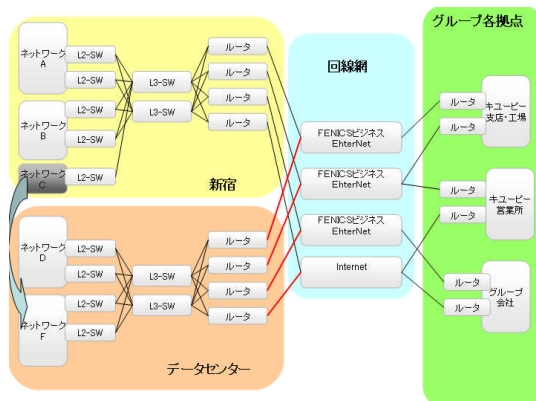 グループ各拠点
ネットワーク
A
L2-SW
L2-SW
ルータ
ルータ
ルータ
ルータ
L3-SW
L3-SW
ネットワーク
B
L2-SW
L2-SW
ネットワーク
C
L2-SW
新宿
回線網
FENICSビジネス
EhterNet
FENICSビジネス
EhterNet
FENICSビジネス
EhterNet
Internet
ルータ
ルータ
キユーピー
支店・工場
ルータ
ルータ
キユーピー
営業所
ルータ
ルータ
グループ
会社
ネットワーク
D
L2-SW
L2-SW
L3-SW
L3-SW
ルータ
ルータ
ルータ
ルータ
ネットワーク
F
L2-SW
L2-SW
データセンター